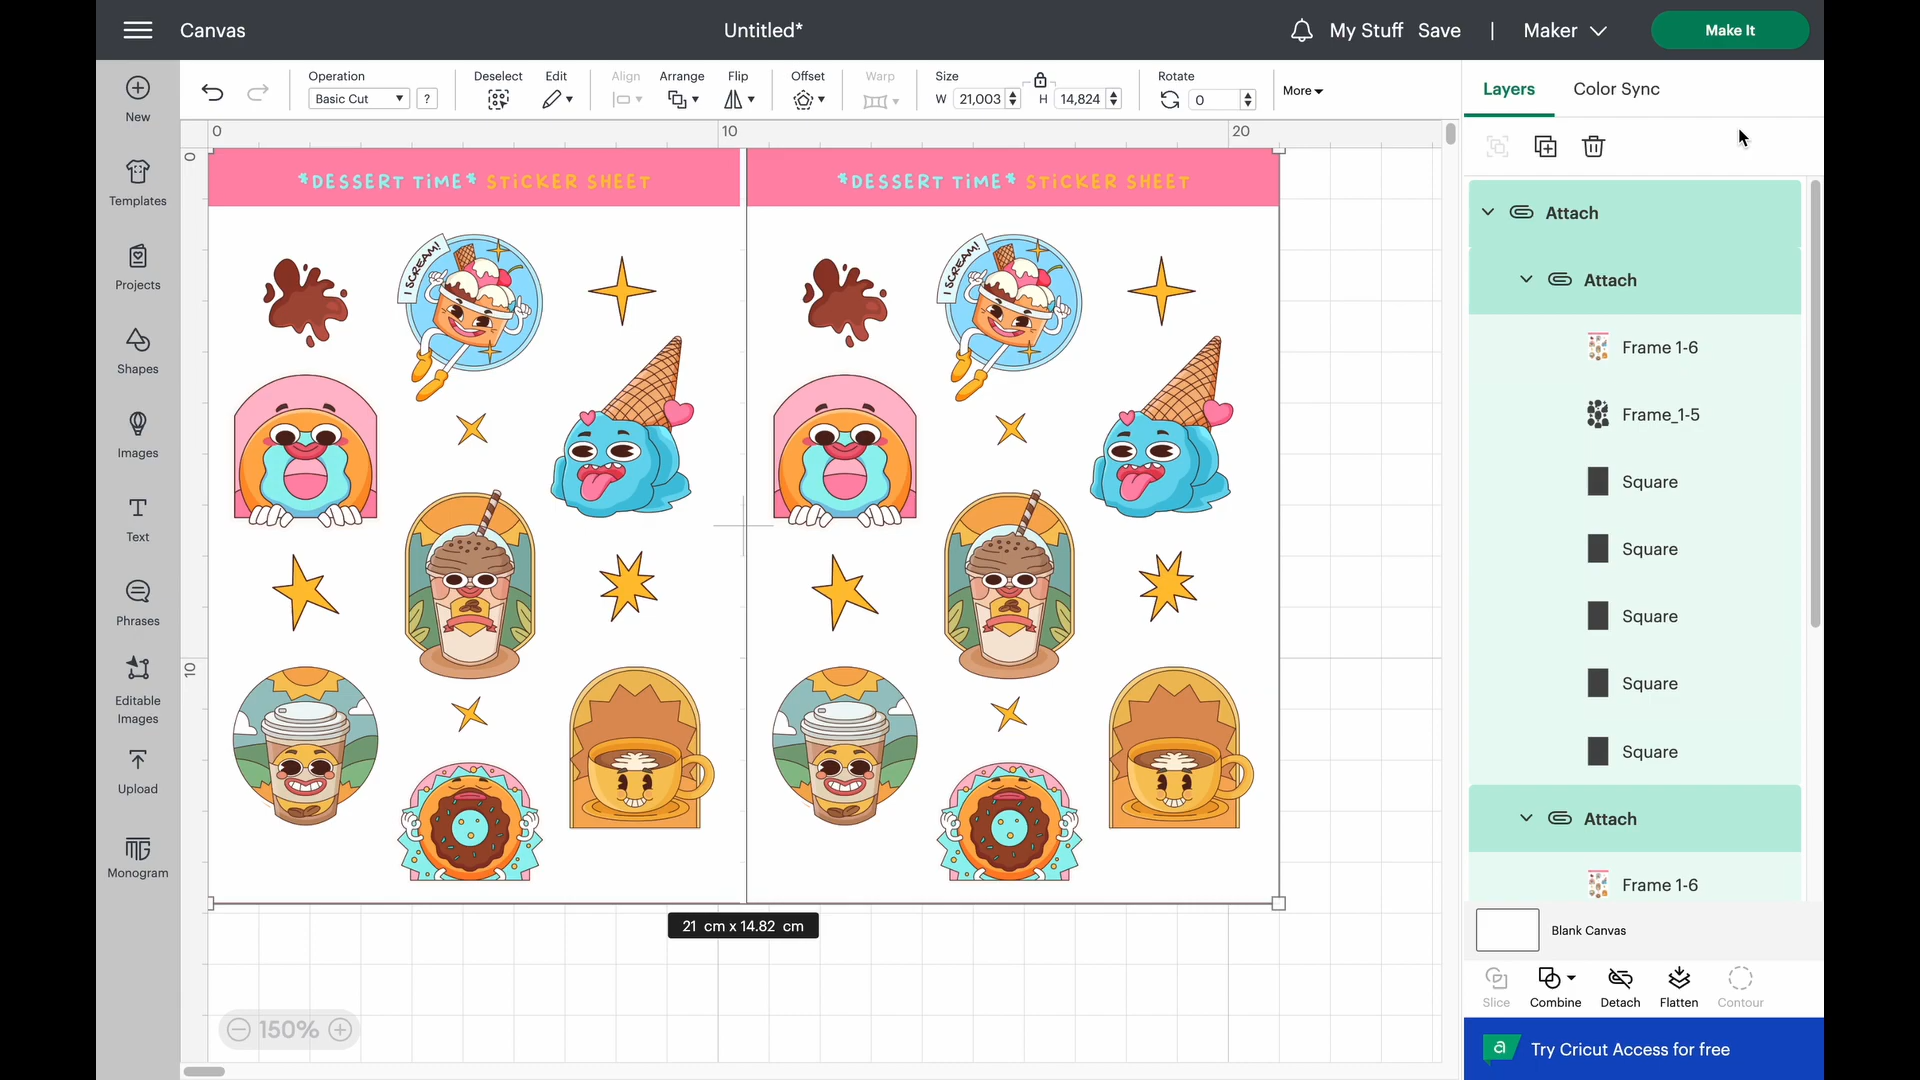 Canvas
Untitled*
My Stuff
Save
|
Maker
Make It
Operation
Basic Cut
?
Deselect
Edit
Align
Arrange
Flip
Offset
Warp
Size
W 21,003
H 14,824
Rotate
0
More
Layers
Color Sync
New
Templates
Projects
Shapes
Images
Text
Phrases
Editable
Images
Upload
Monogram
0
10
20
0
10
*DESSERT TiME* STiCKER SHEET
*DESSERT TiME* STiCKER SHEET
I SCREAM!
I SCREAM!
21 cm x 14.82 cm
150%
Attach
Attach
Frame 1-6
Frame_1-5
Square
Square
Square
Square
Square
Attach
Frame 1-6
Blank Canvas
Slice
Combine
Detach
Flatten
Contour
a
Try Cricut Access for free